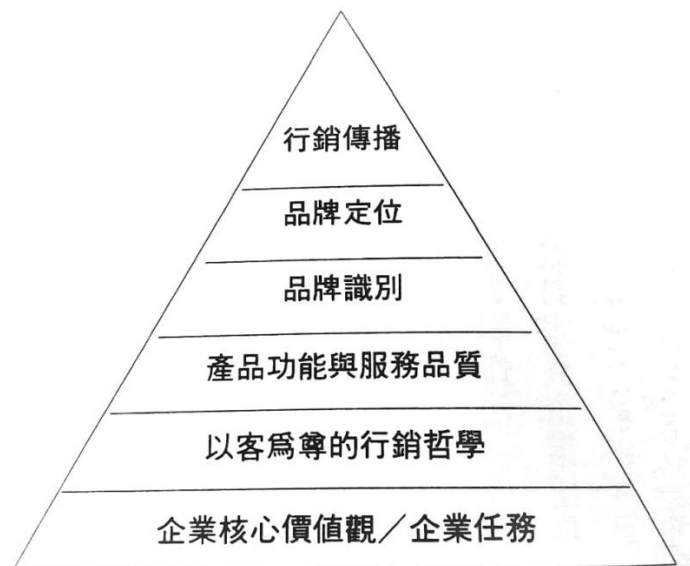 行銷傳播
品牌定位
品牌識別
產品功能與服務品質
以客爲尊的行銷哲學
企業核心價值觀／企業任務